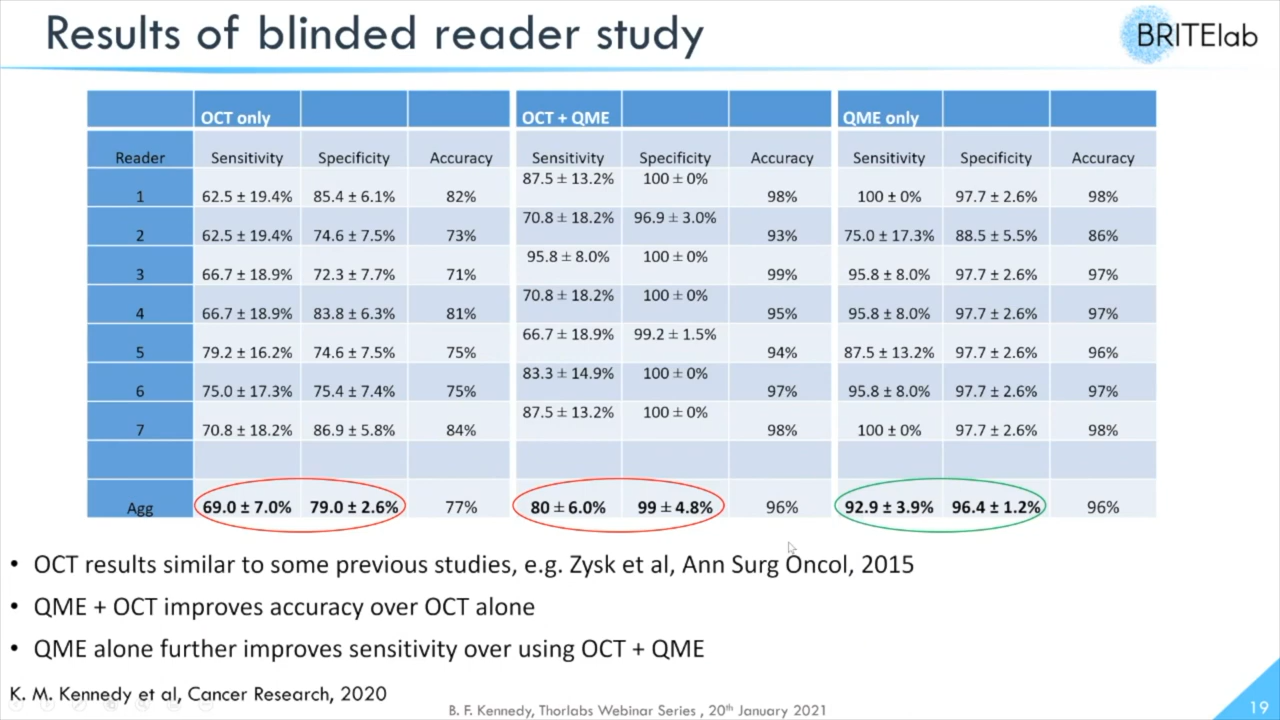 Results of blinded reader study
BRITElab
OCT only OCT + QME QME only
Reader Sensitivity Specificity Accuracy Sensitivity Specificity Accuracy Sensitivity Specificity Accuracy
1 62.5 ± 19.4% 85.4 ± 6.1% 82% 87.5 ± 13.2% 100 ± 0% 98% 100 ± 0% 97.7 ± 2.6% 98%
2 62.5 ± 19.4% 74.6 ± 7.5% 73% 70.8 ± 18.2% 96.9 ± 3.0% 93% 75.0 ± 17.3% 88.5 ± 5.5% 86%
3 66.7 ± 18.9% 72.3 ± 7.7% 71% 95.8 ± 8.0% 100 ± 0% 99% 95.8 ± 8.0% 97.7 ± 2.6% 97%
4 66.7 ± 18.9% 83.8 ± 6.3% 81% 70.8 ± 18.2% 100 ± 0% 95% 95.8 ± 8.0% 97.7 ± 2.6% 97%
5 79.2 ± 16.2% 74.6 ± 7.5% 75% 66.7 ± 18.9% 99.2 ± 1.5% 94% 87.5 ± 13.2% 97.7 ± 2.6% 96%
6 75.0 ± 17.3% 75.4 ± 7.4% 75% 83.3 ± 14.9% 100 ± 0% 97% 95.8 ± 8.0% 97.7 ± 2.6% 97%
7 70.8 ± 18.2% 86.9 ± 5.8% 84% 87.5 ± 13.2% 100 ± 0% 98% 100 ± 0% 97.7 ± 2.6% 98%
Agg 69.0 ± 7.0% 79.0 ± 2.6% 77% 80 ± 6.0% 99 ± 4.8% 96% 92.9 ± 3.9% 96.4 ± 1.2% 96%
• OCT results similar to some previous studies, e.g. Zysk et al, Ann Surg Oncol, 2015
• QME + OCT improves accuracy over OCT alone
• QME alone further improves sensitivity over using OCT + QME
K. M. Kennedy et al, Cancer Research, 2020
B. F. Kennedy, Thorlabs Webinar Series , 20th January 2021
19